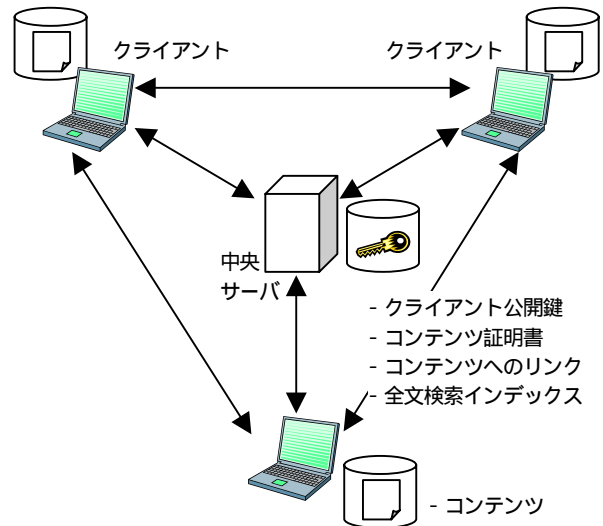 クライアント
クライアント
中央
サーバ
- クライアント公開鍵
- コンテンツ証明書
- コンテンツへのリンク
- 全文検索インデックス
- コンテンツ